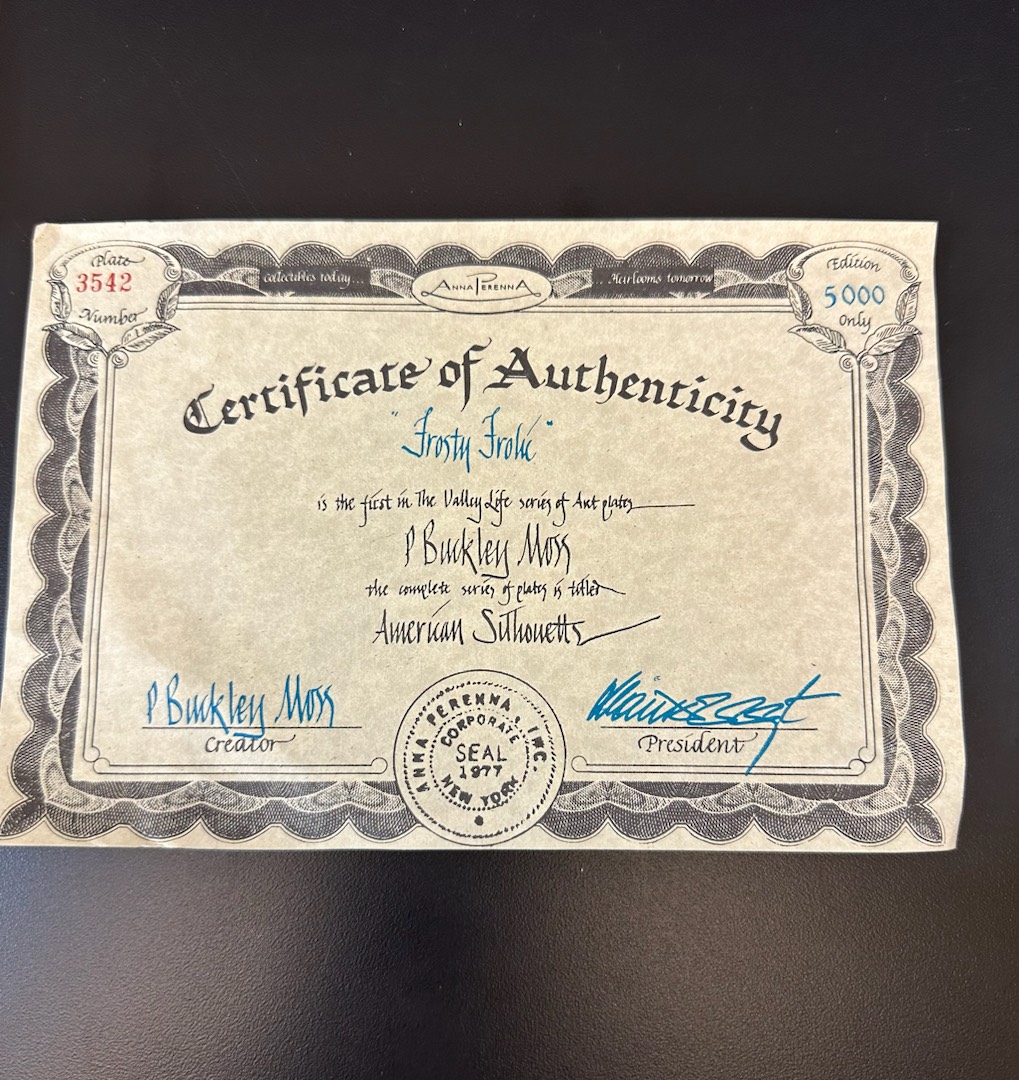 Plate
3542
Number
collectibles today...
ANNA PERENNA
...Heirlooms tomorrow
Edition
5000
Only
Certificate of Authenticity
"Frosty Frolic"
is the first in The Valley Life series of Art plates
P Buckley Moss
the complete series of plates is titled
American Silhouettes
P Buckley Moss
Creator
ANNA PERENNA, INC.
CORPORATE
SEAL
1977
NEW YORK
President